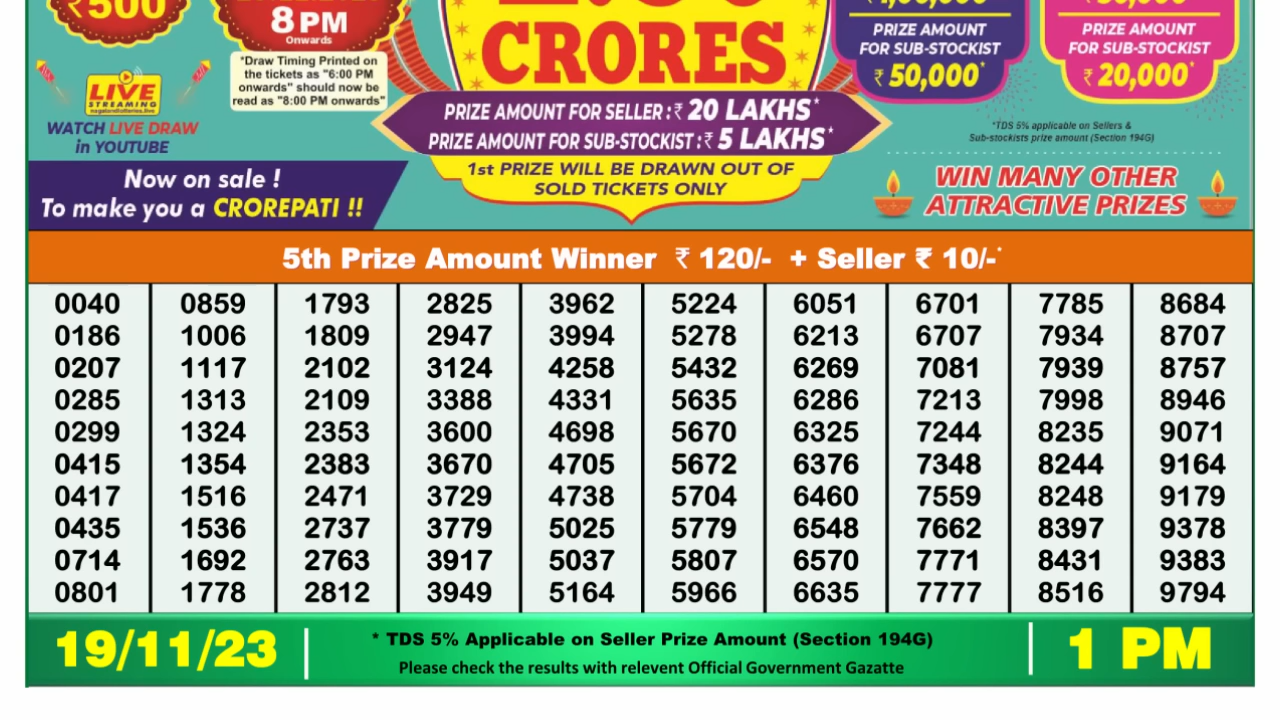 ₹500
8 PM
Onwards
*Draw Timing Printed on
the tickets as "6:00 PM
onwards" should now be
read as "8:00 PM onwards"
LIVE
STREAMING
nagalandlotteries.live
WATCH LIVE DRAW
in YOUTUBE
Now on sale !
To make you a CROREPATI !!
CRORES
PRIZE AMOUNT FOR SELLER :₹ 20 LAKHS*
PRIZE AMOUNT FOR SUB-STOCKIST :₹ 5 LAKHS*
1st PRIZE WILL BE DRAWN OUT OF
SOLD TICKETS ONLY
PRIZE AMOUNT
FOR SUB-STOCKIST
₹ 50,000*
PRIZE AMOUNT
FOR SUB-STOCKIST
₹ 20,000*
*TDS 5% applicable on Sellers &
Sub-stockists prize amount (Section 194G)
WIN MANY OTHER
ATTRACTIVE PRIZES
5th Prize Amount Winner ₹ 120/- + Seller ₹ 10/-*
0040 0859 1793 2825 3962 5224 6051 6701 7785 8684
0186 1006 1809 2947 3994 5278 6213 6707 7934 8707
0207 1117 2102 3124 4258 5432 6269 7081 7939 8757
0285 1313 2109 3388 4331 5635 6286 7213 7998 8946
0299 1324 2353 3600 4698 5670 6325 7244 8235 9071
0415 1354 2383 3670 4705 5672 6376 7348 8244 9164
0417 1516 2471 3729 4738 5704 6460 7559 8248 9179
0435 1536 2737 3779 5025 5779 6548 7662 8397 9378
0714 1692 2763 3917 5037 5807 6570 7771 8431 9383
0801 1778 2812 3949 5164 5966 6635 7777 8516 9794
19/11/23
* TDS 5% Applicable on Seller Prize Amount (Section 194G)
Please check the results with relevent Official Government Gazatte
1 PM